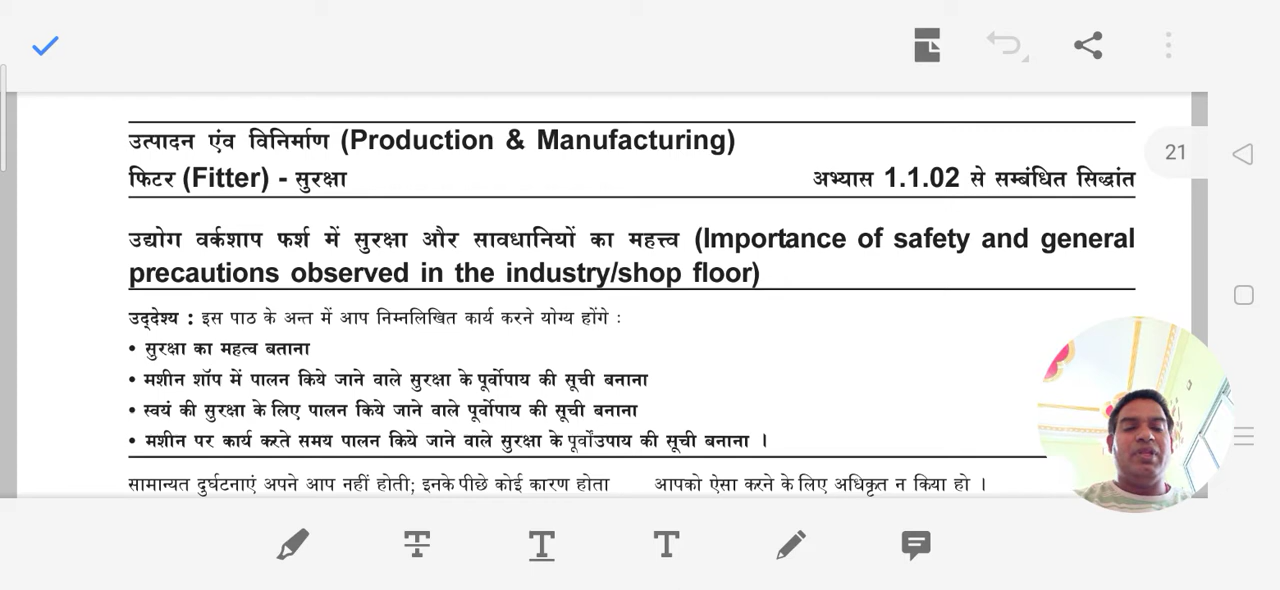 21
उत्पादन एंव विनिर्माण (Production & Manufacturing)
फिटर (Fitter) - सुरक्षा अभ्यास 1.1.02 से सम्बंधित सिद्धांत
उद्योग वर्कशाप फर्श में सुरक्षा और सावधानियों का महत्त्व (Importance of safety and general
precautions observed in the industry/shop floor)
उद्‌देश्य : इस पाठ के अन्त में आप निम्नलिखित कार्य करने योग्य होंगे :
• सुरक्षा का महत्व बताना
• मशीन शॉप में पालन किये जाने वाले सुरक्षा के पूर्वोपाय की सूची बनाना
• स्वयं की सुरक्षा के लिए पालन किये जाने वाले पूर्वोपाय की सूची बनाना
• मशीन पर कार्य करते समय पालन किये जाने वाले सुरक्षा के पूर्वोंउपाय की सूची बनाना ।
सामान्यत दुर्घटनाएं अपने आप नहीं होती; इनके पीछे कोई कारण होता
आपको ऐसा करने के लिए अधिकृत न किया हो ।